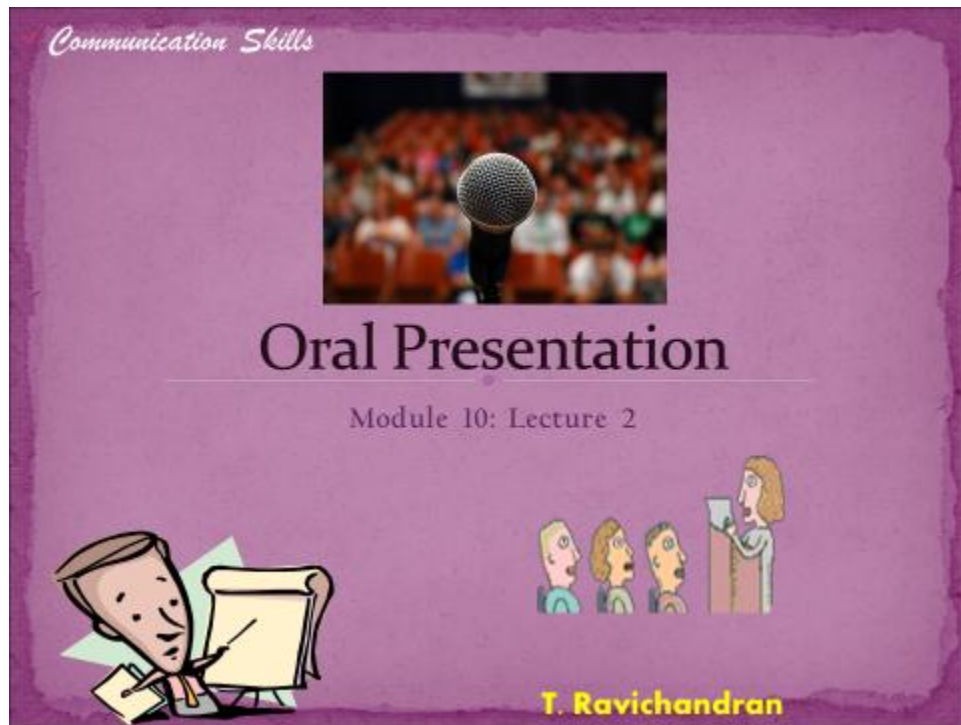 Communication Skills
Oral Presentation
Module 10: Lecture 2
T. Ravichandran